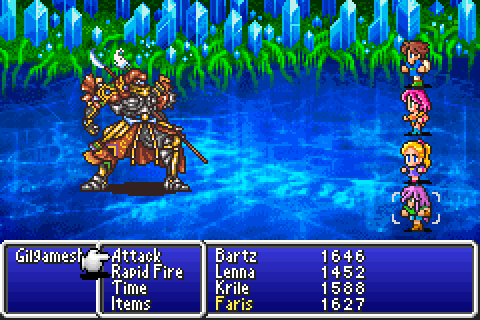 Gilgamesh
Attack
Rapid Fire
Time
Items
Bartz 1646
Lenna 1452
Krile 1588
Faris 1627